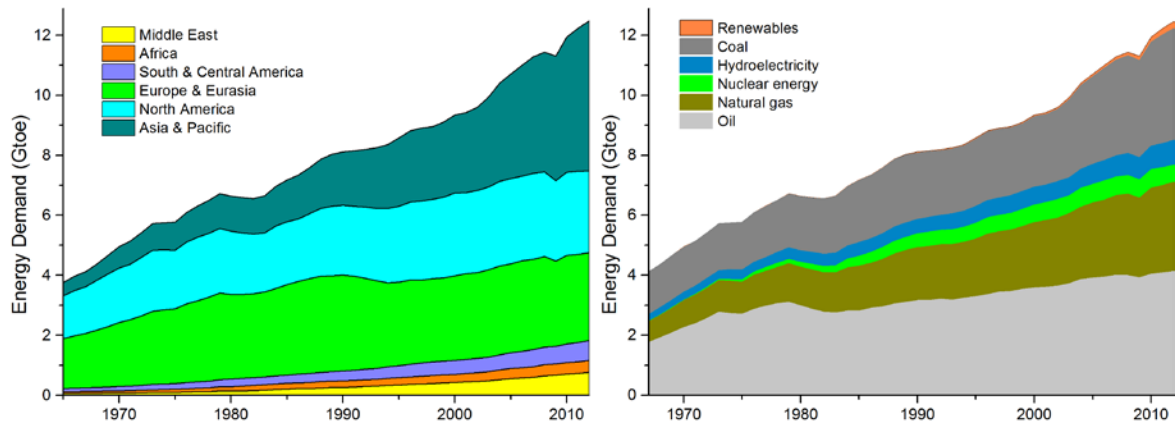 Energy Demand (Gtoe)
12
10
8
6
4
2
0
Middle East
Africa
South & Central America
Europe & Eurasia
North America
Asia & Pacific
1970 1980 1990 2000 2010
Energy Demand (Gtoe)
12
10
8
6
4
2
0
Renewables
Coal
Hydroelectricity
Nuclear energy
Natural gas
Oil
1970 1980 1990 2000 2010